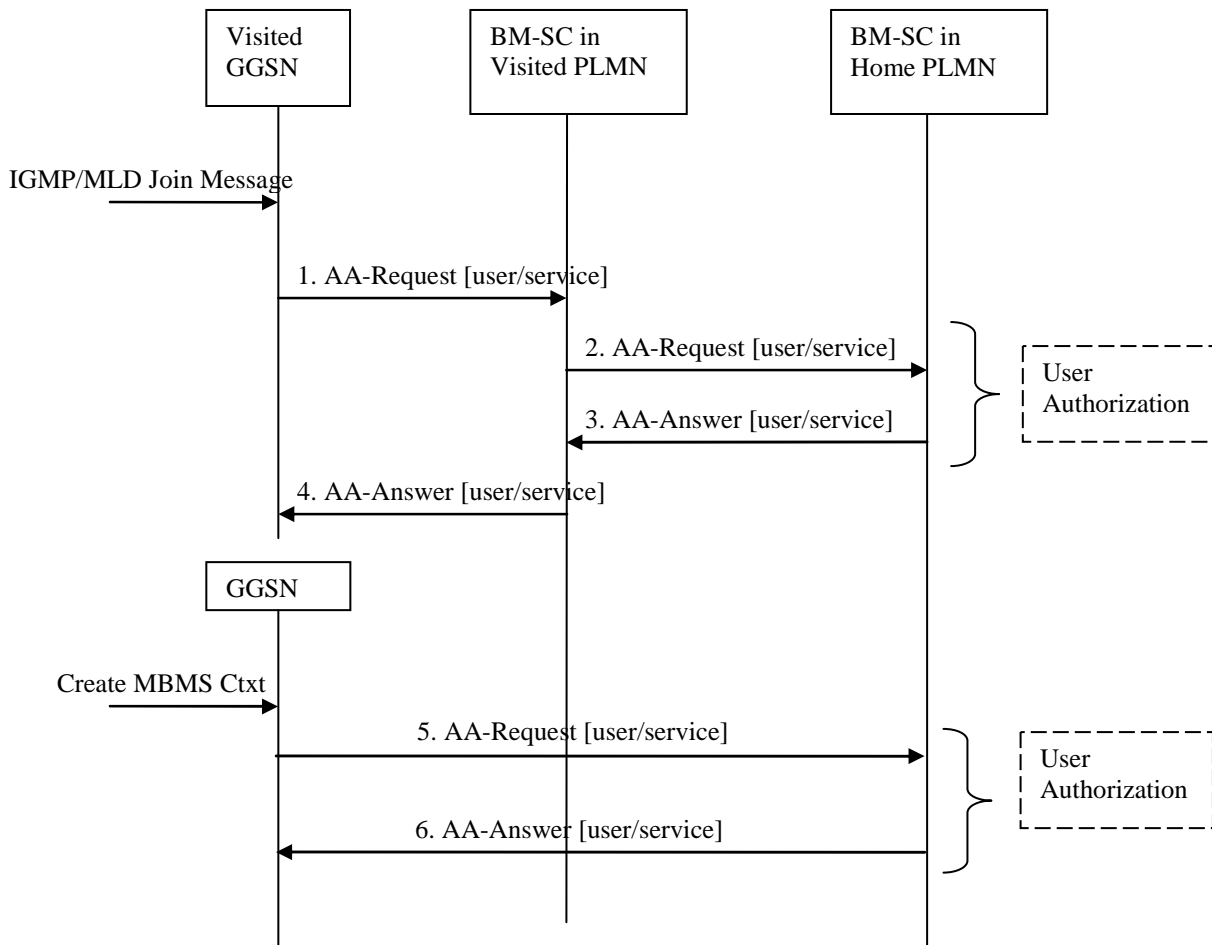 Visited
GGSN
BM-SC in
Visited PLMN
BM-SC in
Home PLMN
IGMP/MLD Join Message
1. AA-Request [user/service]
2. AA-Request [user/service]
User
Authorization
3. AA-Answer [user/service]
4. AA-Answer [user/service]
GGSN
Create MBMS Ctxt
5. AA-Request [user/service]
User
Authorization
6. AA-Answer [user/service]